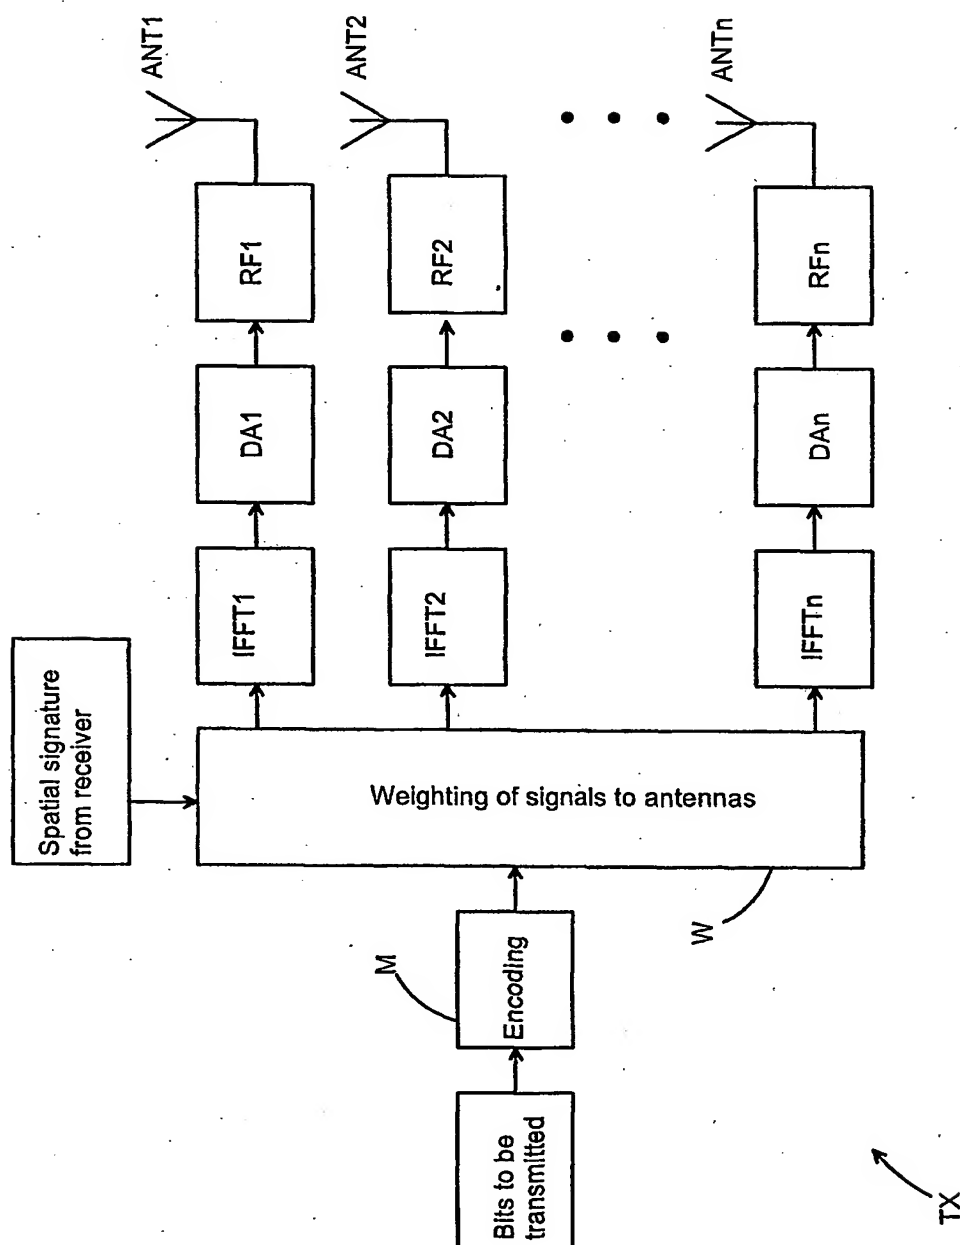 Spatial signature
from receiver
Bits to be
transmitted
Encoding
M
Weighting of signals to antennas
W
IFFT1
DA1
RF1
ANT1
IFFT2
DA2
RF2
ANT2
IFFTn
DAn
RFn
ANTn
TX